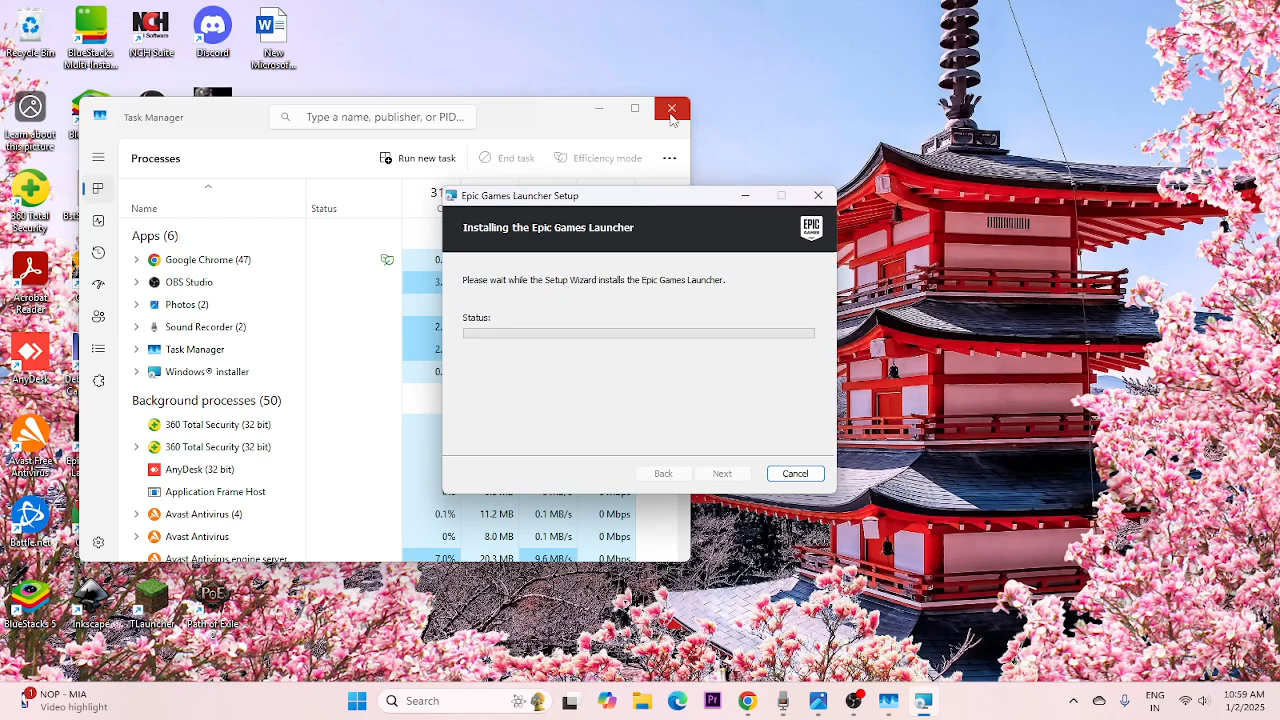 Recycle Bin
BlueStacks
Multi-Insta...
NCH
Software
NCH Suite
Discord
New
Microsof...
Learn about
this picture
360 Total
Security
Acrobat
Reader
AnyDesk
Avast Free
Antivirus
Battle.net
BlueStacks 5
Inkscape
TLauncher
PoE
Path of Exile
Task Manager
Type a name, publisher, or PID...
Processes
Run new task
End task
Efficiency mode
Name
Status
31
Apps (6)
Google Chrome (47)
OBS Studio
Photos (2)
Sound Recorder (2)
Task Manager
Windows® installer
Background processes (50)
360 Total Security (32 bit)
360 Total Security (32 bit)
AnyDesk (32 bit)
Application Frame Host
Avast Antivirus (4)
0.1% 11.2 MB 0.1 MB/s 0 Mbps
Avast Antivirus
0% 8.0 MB 0.1 MB/s 0 Mbps
Avast Antivirus engine server
7.0% 20.3 MB 9.6 MB/s 0 Mbps
Epic Games Launcher Setup
Installing the Epic Games Launcher
EPIC
GAMES
Please wait while the Setup Wizard installs the Epic Games Launcher.
Status:
Back
Next
Cancel
1
NOP - MIA
Video highlight
Search
Pr
ENG
IN
10:59 AM
1/2/2025